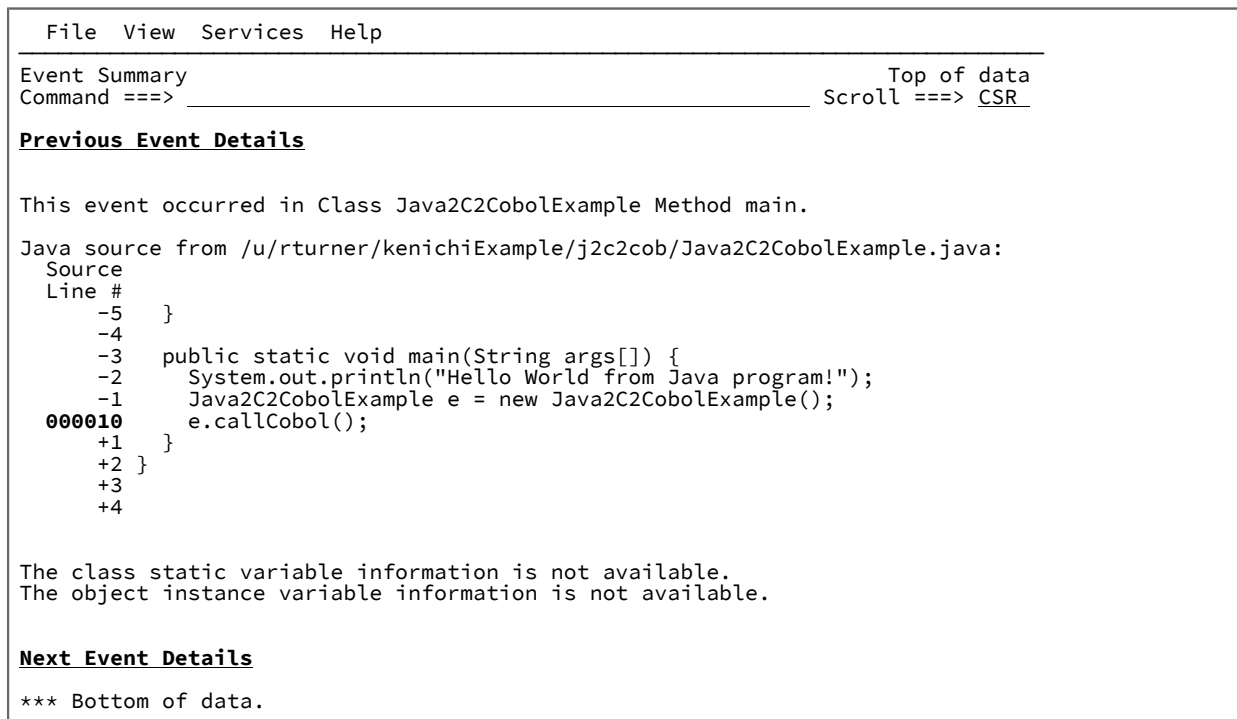 File View Services Help
Event Summary Top of data
Command ===> Scroll ===> CSR
Previous Event Details
This event occurred in Class Java2C2CobolExample Method main.
Java source from /u/rturner/kenichiExample/j2c2cob/Java2C2CobolExample.java:
Source
Line #
-5 }
-4
-3 public static void main(String args[]) {
-2 System.out.println("Hello World from Java program!");
-1 Java2C2CobolExample e = new Java2C2CobolExample();
000010 e.callCobol();
+1 }
+2 }
+3
+4
The class static variable information is not available.
The object instance variable information is not available.
Next Event Details
*** Bottom of data.